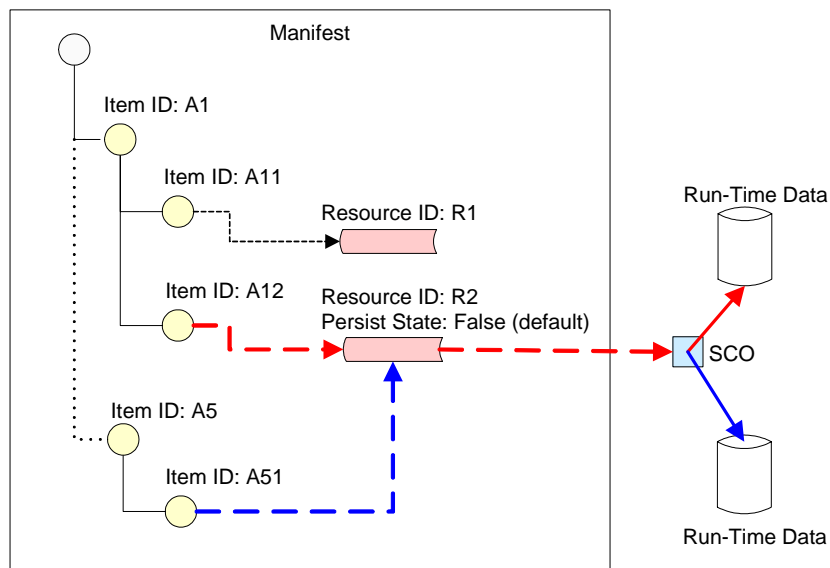 Manifest
Item ID: A1
Item ID: A11
Run-Time Data
Resource ID: R1
Item ID: A12
Resource ID: R2
Persist State: False (default)
SCO
Item ID: A5
Item ID: A51
Run-Time Data